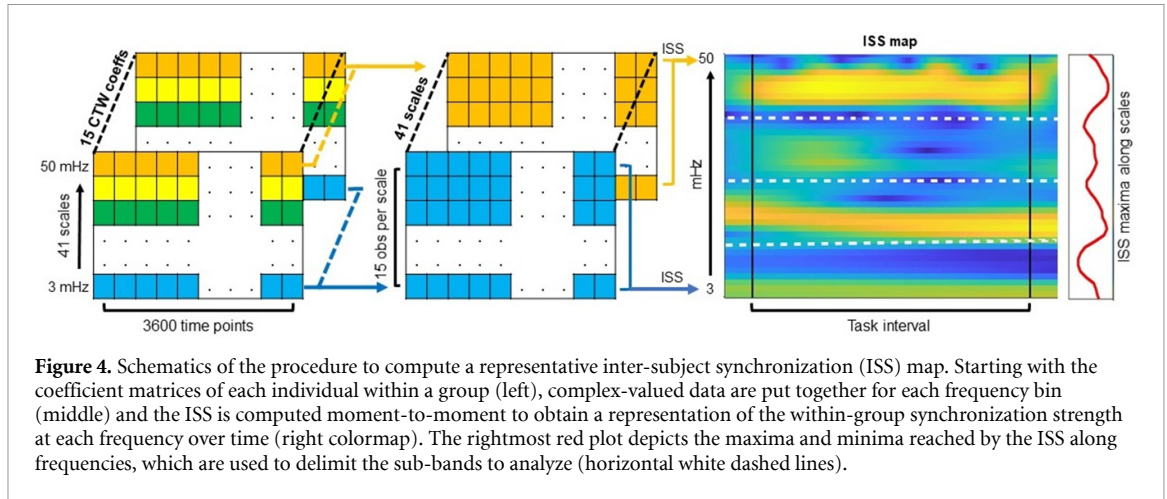 15 CTW coeffs
50 mHz
41 scales
3 mHz
3600 time points
41 scales
15 obs per scale
ISS
ISS
ISS map
50
mHz
3
Task interval
ISS maxima along scales
Figure 4. Schematics of the procedure to compute a representative inter-subject synchronization (ISS) map. Starting with the
coefficient matrices of each individual within a group (left), complex-valued data are put together for each frequency bin
(middle) and the ISS is computed moment-to-moment to obtain a representation of the within-group synchronization strength
at each frequency over time (right colormap). The rightmost red plot depicts the maxima and minima reached by the ISS along
frequencies, which are used to delimit the sub-bands to analyze (horizontal white dashed lines).